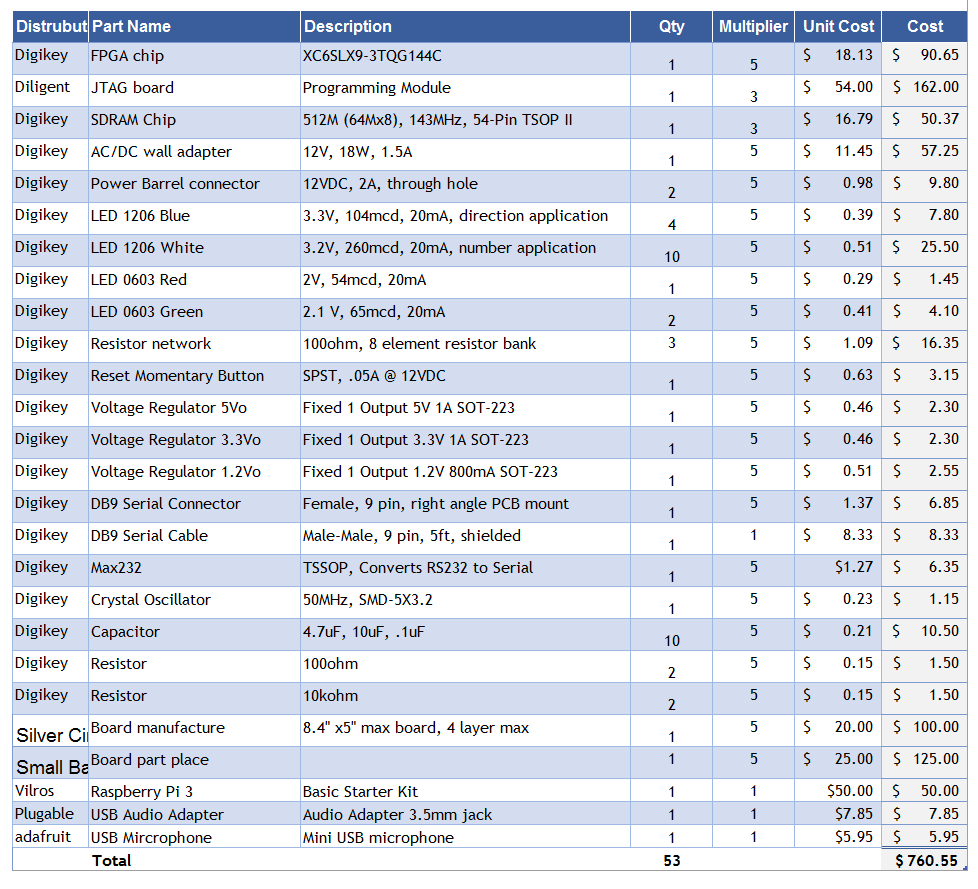 Distrubut Part Name Description Qty Multiplier Unit Cost Cost
Digikey FPGA chip XC6SLX9-3TQG144C 1 5 $ 18.13 $ 90.65
Diligent JTAG board Programming Module 1 3 $ 54.00 $ 162.00
Digikey SDRAM Chip 512M (64Mx8), 143MHz, 54-Pin TSOP II 1 3 $ 16.79 $ 50.37
Digikey AC/DC wall adapter 12V, 18W, 1.5A 1 5 $ 11.45 $ 57.25
Digikey Power Barrel connector 12VDC, 2A, through hole 2 5 $ 0.98 $ 9.80
Digikey LED 1206 Blue 3.3V, 104mcd, 20mA, direction application 4 5 $ 0.39 $ 7.80
Digikey LED 1206 White 3.2V, 260mcd, 20mA, number application 10 5 $ 0.51 $ 25.50
Digikey LED 0603 Red 2V, 54mcd, 20mA 1 5 $ 0.29 $ 1.45
Digikey LED 0603 Green 2.1 V, 65mcd, 20mA 2 5 $ 0.41 $ 4.10
Digikey Resistor network 100ohm, 8 element resistor bank 3 5 $ 1.09 $ 16.35
Digikey Reset Momentary Button SPST, .05A @ 12VDC 1 5 $ 0.63 $ 3.15
Digikey Voltage Regulator 5Vo Fixed 1 Output 5V 1A SOT-223 1 5 $ 0.46 $ 2.30
Digikey Voltage Regulator 3.3Vo Fixed 1 Output 3.3V 1A SOT-223 1 5 $ 0.46 $ 2.30
Digikey Voltage Regulator 1.2Vo Fixed 1 Output 1.2V 800mA SOT-223 1 5 $ 0.51 $ 2.55
Digikey DB9 Serial Connector Female, 9 pin, right angle PCB mount 1 5 $ 1.37 $ 6.85
Digikey DB9 Serial Cable Male-Male, 9 pin, 5ft, shielded 1 1 $ 8.33 $ 8.33
Digikey Max232 TSSOP, Converts RS232 to Serial 1 5 $1.27 $ 6.35
Digikey Crystal Oscillator 50MHz, SMD-5X3.2 1 5 $ 0.23 $ 1.15
Digikey Capacitor 4.7uF, 10uF, .1uF 10 5 $ 0.21 $ 10.50
Digikey Resistor 100ohm 2 5 $ 0.15 $ 1.50
Digikey Resistor 10kohm 2 5 $ 0.15 $ 1.50
Silver Ci Board manufacture 8.4" x5" max board, 4 layer max 1 5 $ 20.00 $ 100.00
Small Ba Board part place 1 5 $ 25.00 $ 125.00
Vilros Raspberry Pi 3 Basic Starter Kit 1 1 $50.00 $ 50.00
Plugable USB Audio Adapter Audio Adapter 3.5mm jack 1 1 $7.85 $ 7.85
adafruit USB Mircrophone Mini USB microphone 1 1 $5.95 $ 5.95
Total 53 $ 760.55